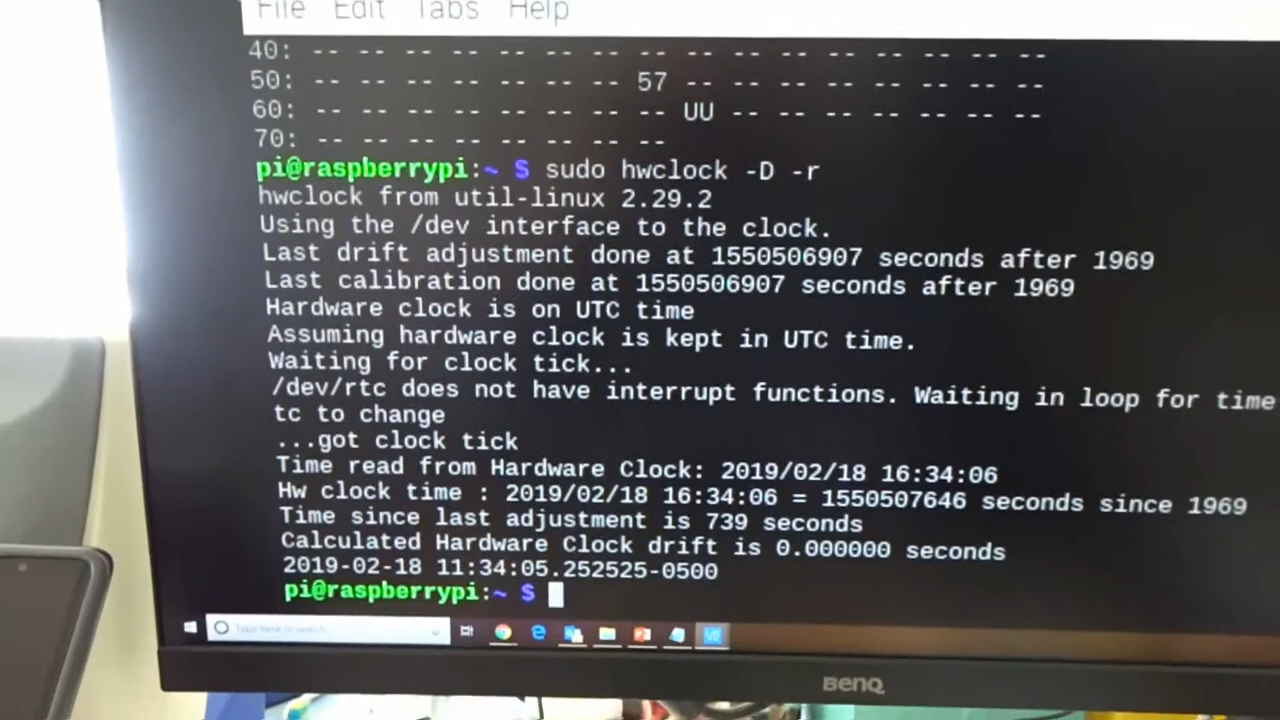 File Edit Tabs Help
40: -- -- -- -- -- -- -- -- -- -- -- -- -- -- -- --
50: -- -- -- -- -- -- -- 57 -- -- -- -- -- -- -- --
60: -- -- -- -- -- -- -- -- UU -- -- -- -- -- -- --
70: -- -- -- -- -- -- -- --
pi@raspberrypi:~ $ sudo hwclock -D -r
hwclock from util-linux 2.29.2
Using the /dev interface to the clock.
Last drift adjustment done at 1550506907 seconds after 1969
Last calibration done at 1550506907 seconds after 1969
Hardware clock is on UTC time
Assuming hardware clock is kept in UTC time.
Waiting for clock tick...
/dev/rtc does not have interrupt functions. Waiting in loop for time
tc to change
...got clock tick
Time read from Hardware Clock: 2019/02/18 16:34:06
Hw clock time : 2019/02/18 16:34:06 = 1550507646 seconds since 1969
Time since last adjustment is 739 seconds
Calculated Hardware Clock drift is 0.000000 seconds
2019-02-18 11:34:05.252525-0500
pi@raspberrypi:~ $
Type here to search
BenQ